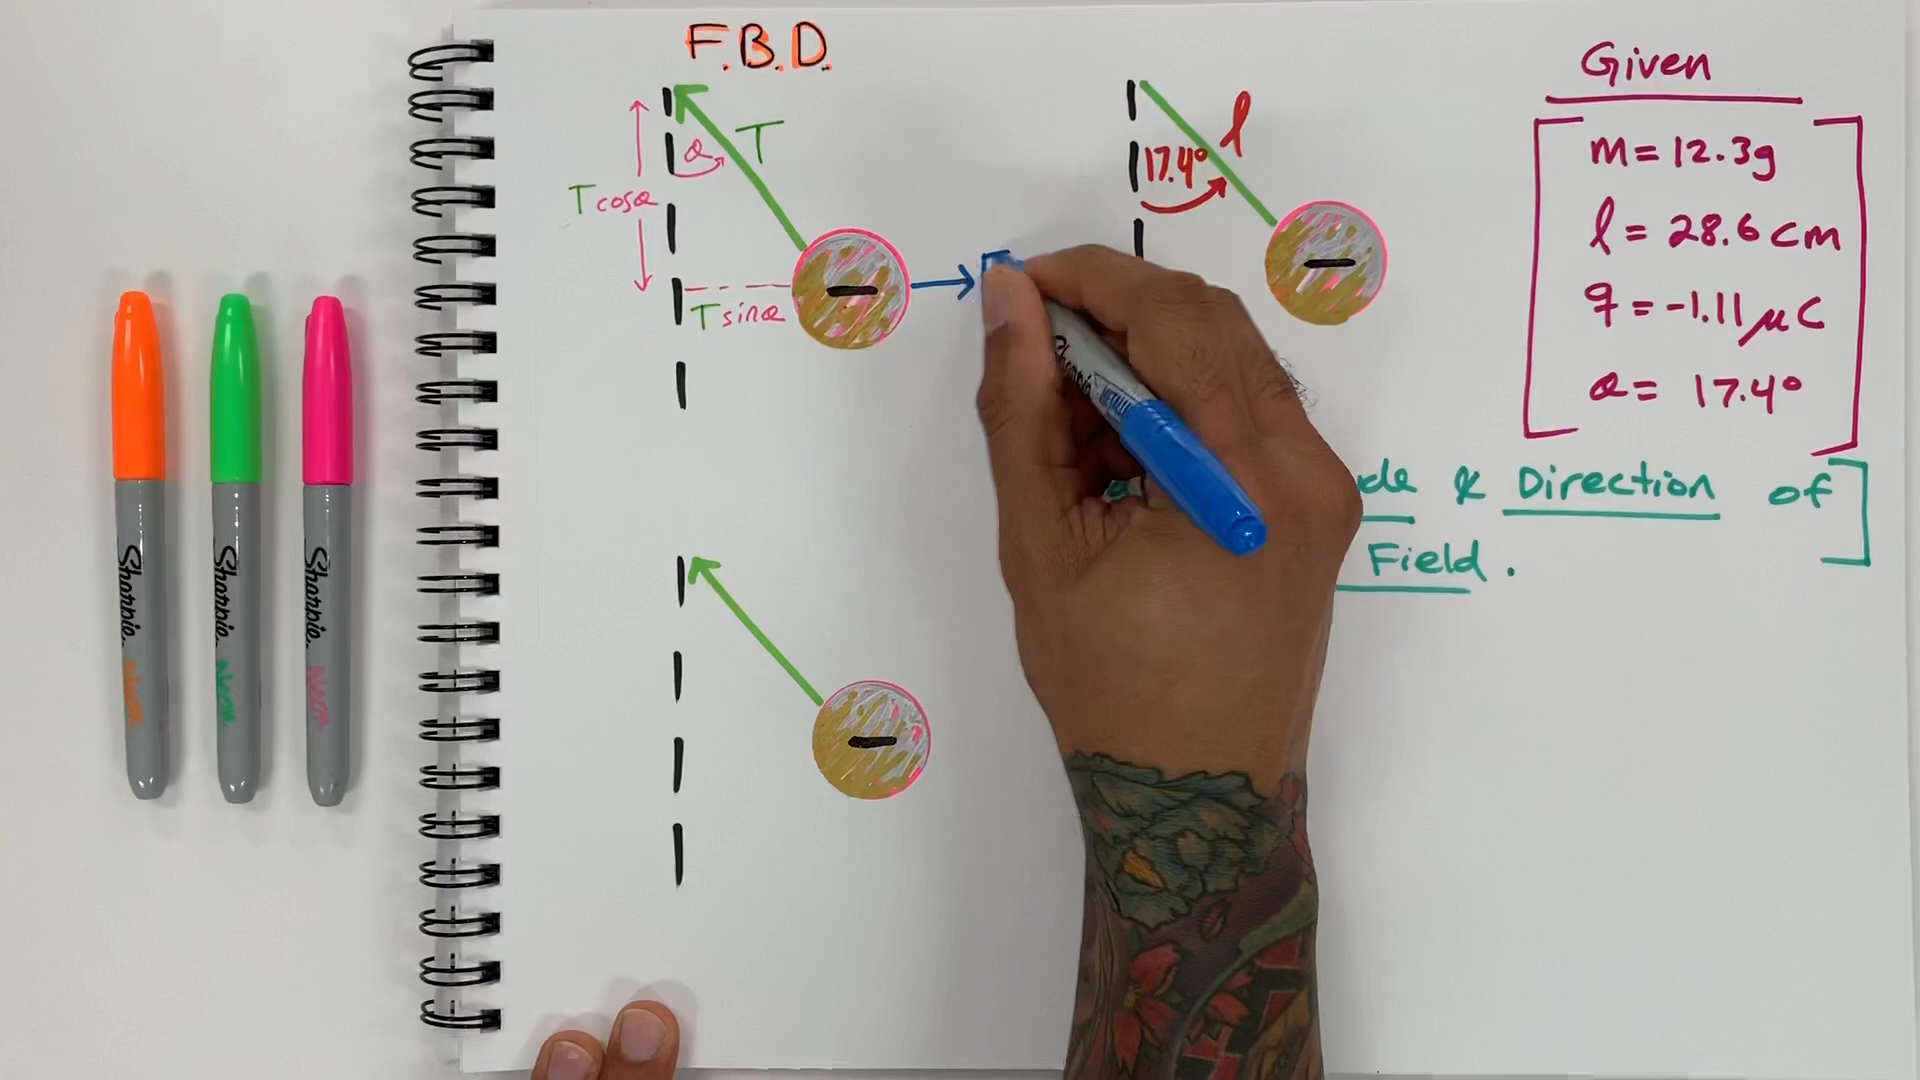 F.B.D.
T
θ
T cosθ
T sinθ
l
17.4°
Given
m = 12.3g
l = 28.6 cm
q = -1.11 μC
θ = 17.4°
& Direction of
Field.
Sharpie
Sharpie
Sharpie
Sharpie